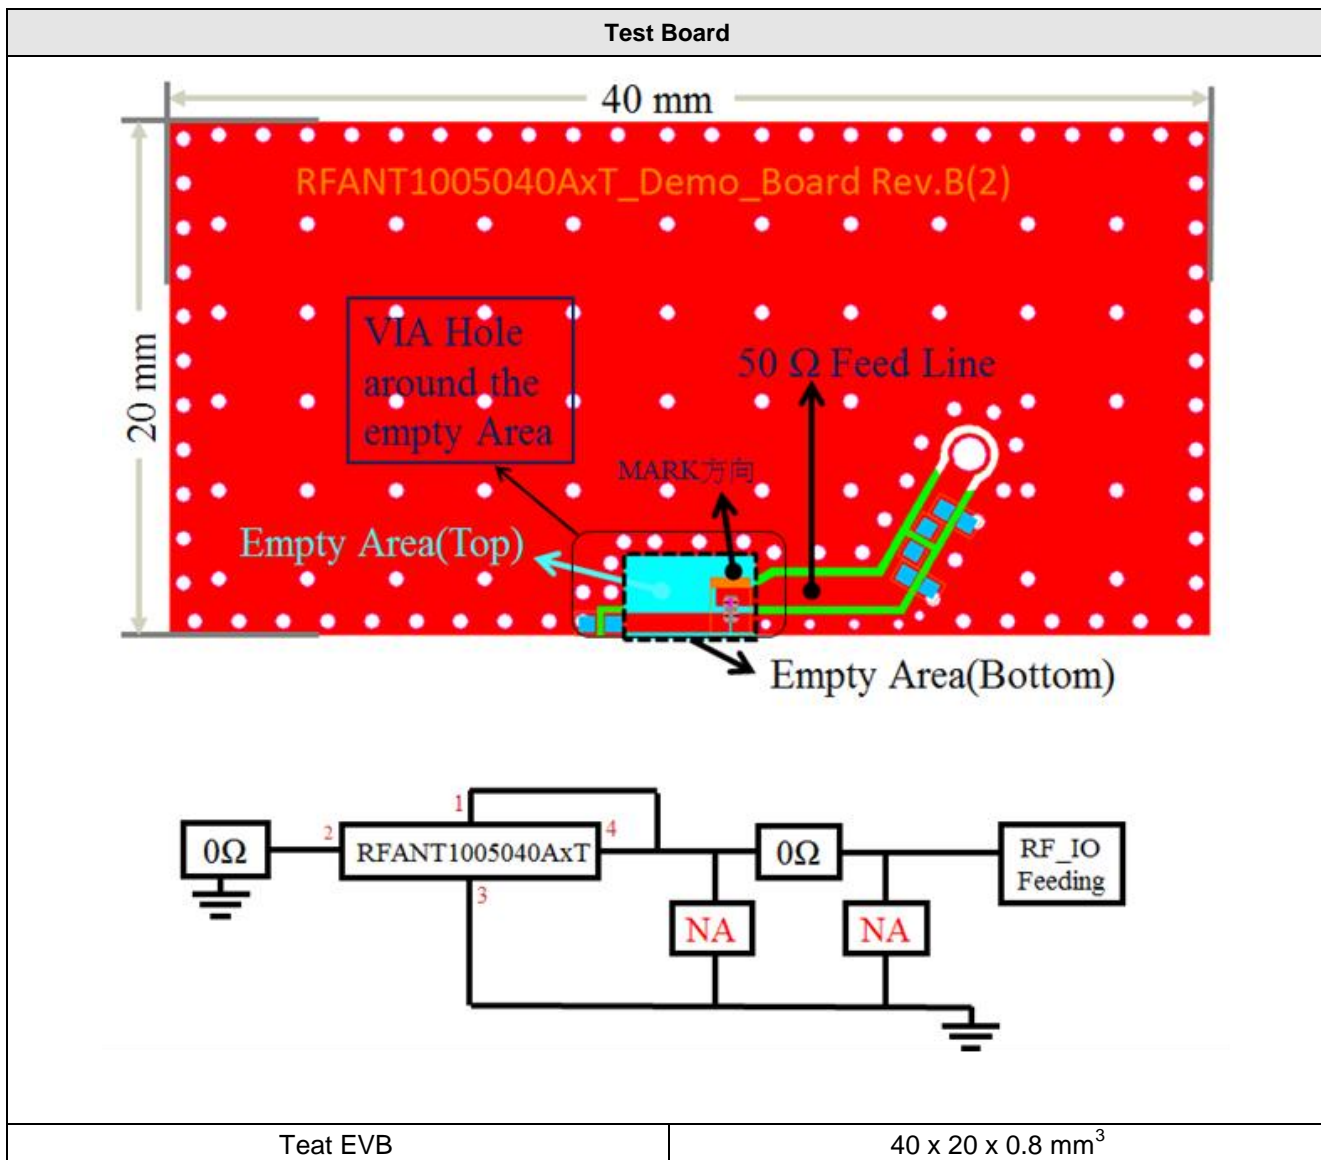 Test Board
40 mm
RFANT1005040AxT_Demo_Board Rev.B(2)
20 mm
VIA Hole
around the
empty Area
50 Ω Feed Line
MARK方向
Empty Area(Top)
Empty Area(Bottom)
1
0Ω
2
RFANT1005040AxT
4
0Ω
RF_IO
Feeding
3
NA
NA
Teat EVB
40 x 20 x 0.8 mm³